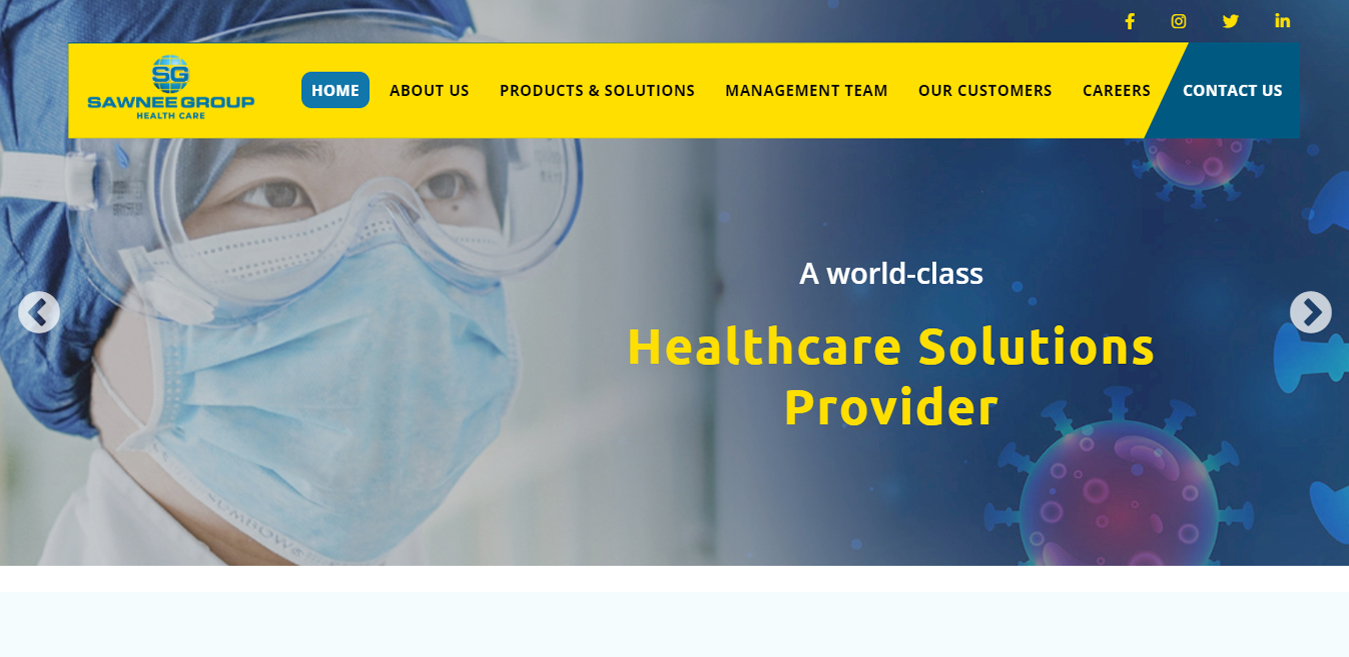 SG
SAWNEE GROUP
HEALTH CARE
HOME
ABOUT US
PRODUCTS & SOLUTIONS
MANAGEMENT TEAM
OUR CUSTOMERS
CAREERS
CONTACT US
A world-class
Healthcare Solutions
Provider